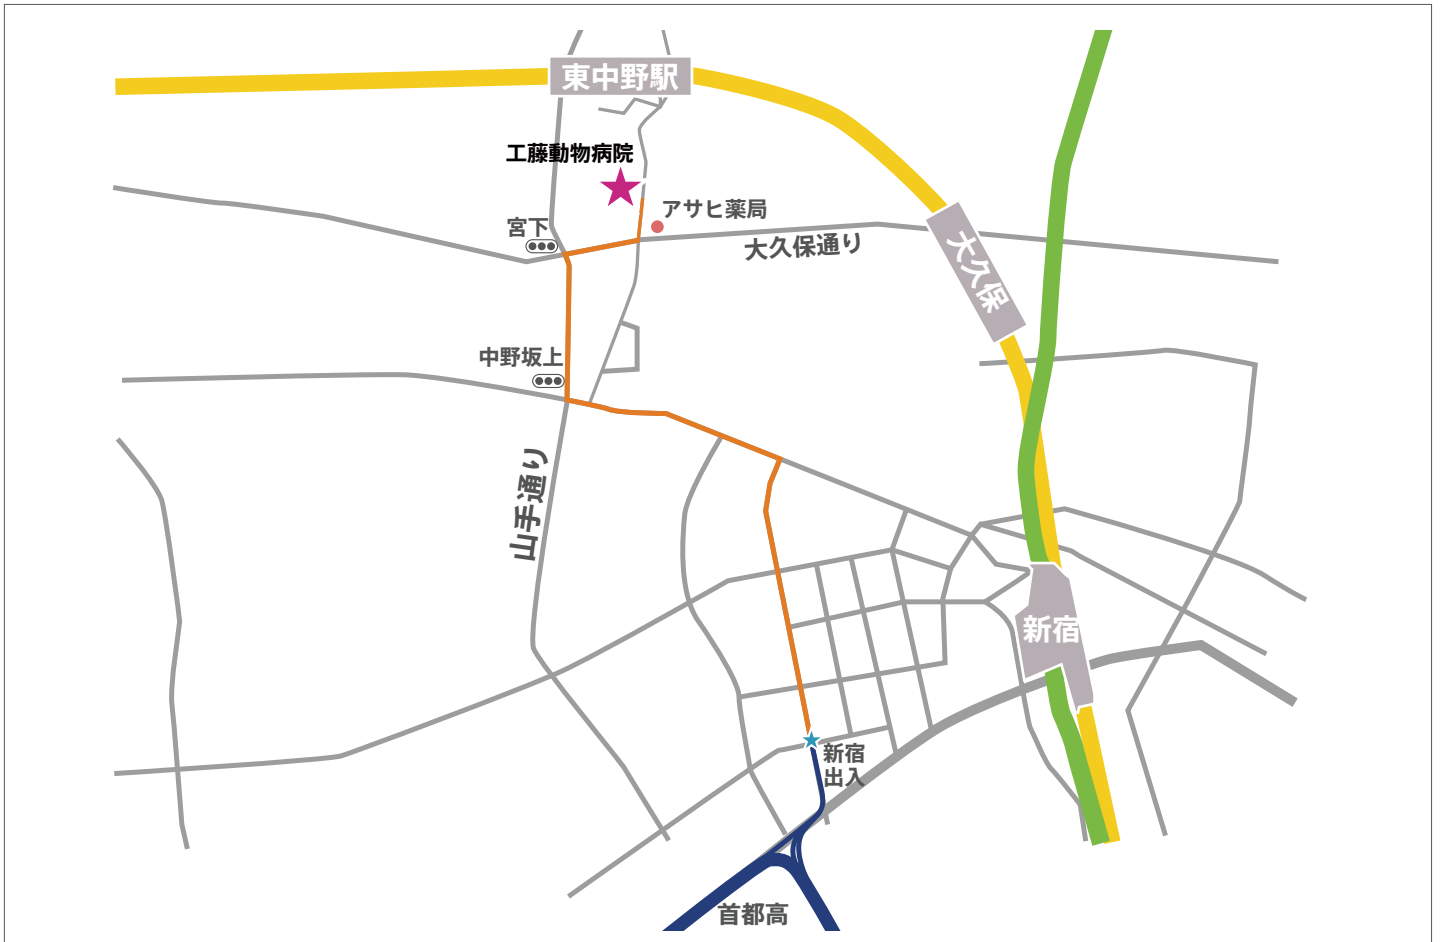 東中野駅
工藤動物病院
アサヒ薬局
宮下
大久保通り
大久保
中野坂上
山手通り
新宿
新宿
出入
首都高